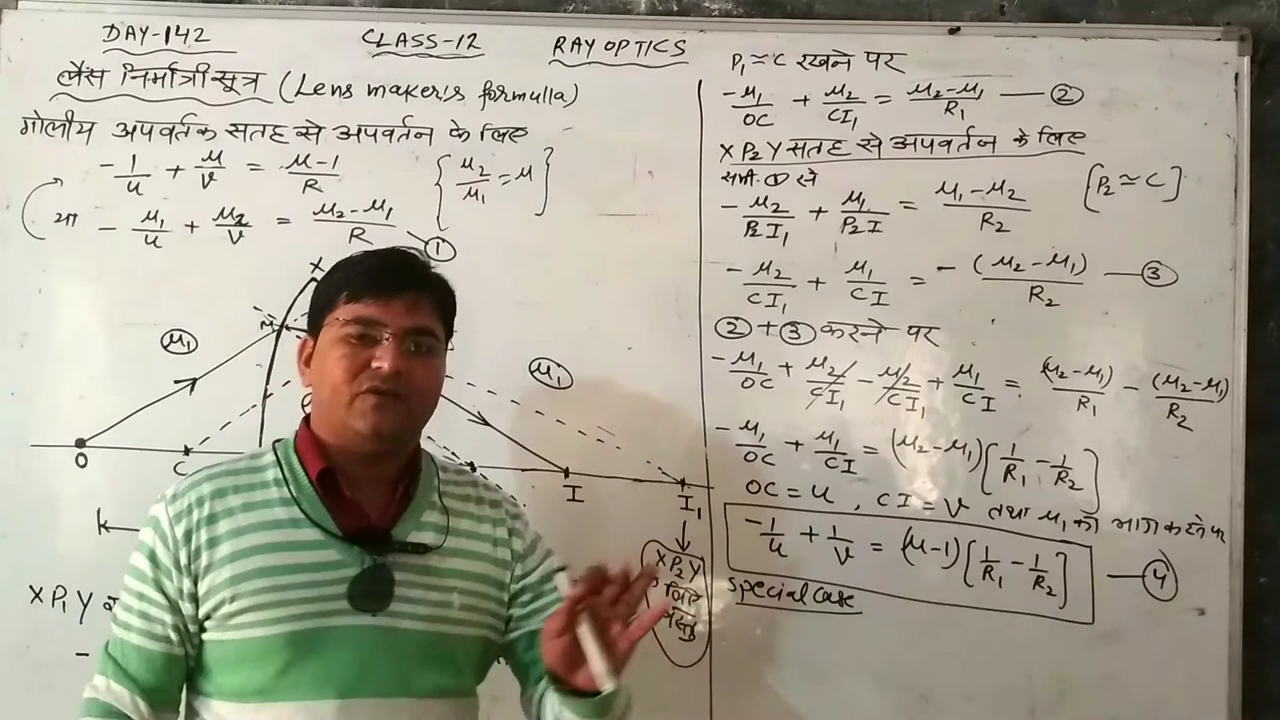 DAY-142 CLASS-12 RAY OPTICS
लैंस निर्मात्री सूत्र (Lens maker's formulla)
गोलीय अपवर्तक सतह से अपवर्तन के लिए
-1/u + μ/v = μ-1/R {μ2/μ1 = μ}
या -μ1/u + μ2/v = μ2-μ1/R —①
X
M
μ1
μ1
O C I I1
XP2Y
XP1Y
-
P1≃C रखने पर
-μ1/OC + μ2/CI1 = μ2-μ1/R1 —②
XP2Y सतह से अपवर्तन के लिए
समी. ① से
-μ2/P2I1 + μ1/P2I = μ1-μ2/R2 [P2≃C]
-μ2/CI1 + μ1/CI = -(μ2-μ1)/R2 —③
②+③ करने पर
-μ1/OC + μ2/CI1 - μ2/CI1 + μ1/CI = (μ2-μ1)/R1 - (μ2-μ1)/R2
-μ1/OC + μ1/CI = (μ2-μ1)[1/R1 - 1/R2]
OC = u, CI = v तथा μ1 का भाग करने पर
-1/u + 1/v = (μ-1)[1/R1 - 1/R2] —④
special case